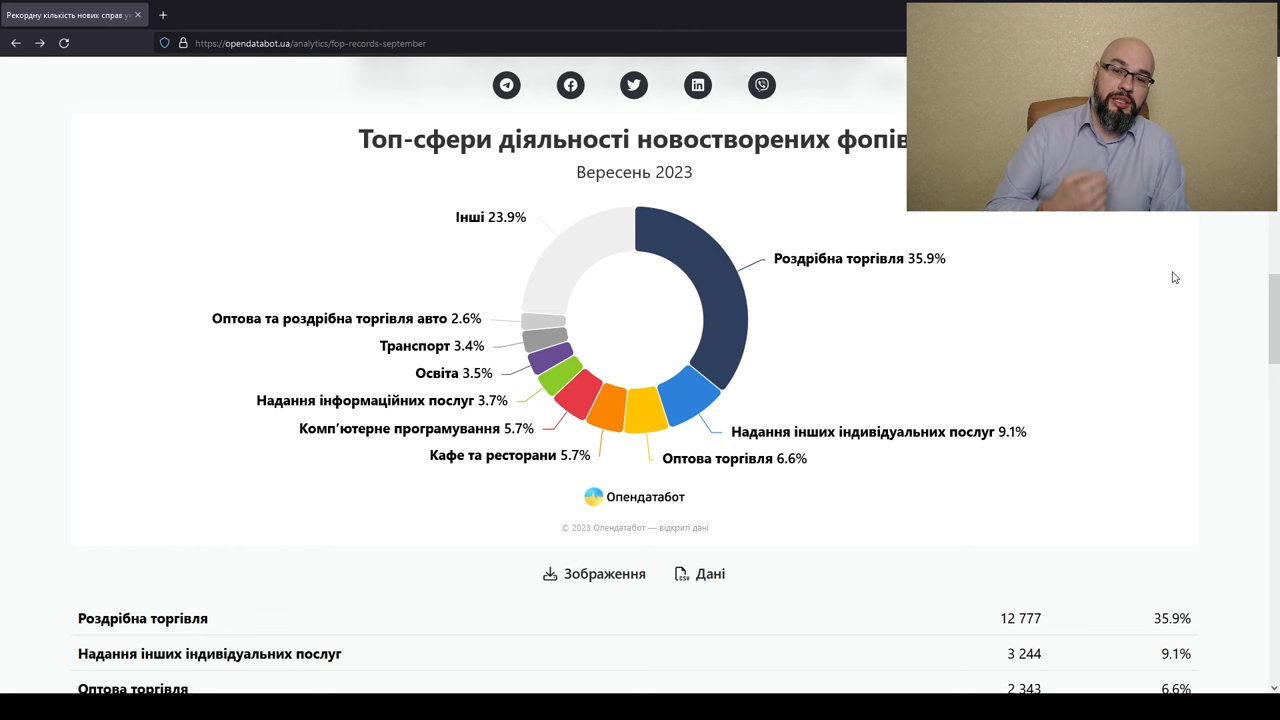 Рекордну кількість нових справ
https://opendatabot.ua/analytics/fop-records-september
Топ-сфери діяльності новостворених фопів
Вересень 2023
Інші 23.9%
Роздрібна торгівля 35.9%
Оптова та роздрібна торгівля авто 2.6%
Транспорт 3.4%
Освіта 3.5%
Надання інформаційних послуг 3.7%
Комп’ютерне програмування 5.7%
Кафе та ресторани 5.7%
Надання інших індивідуальних послуг 9.1%
Оптова торгівля 6.6%
Опендатабот
© 2023 Опендатабот — відкриті дані
Зображення CSV Дані
Роздрібна торгівля 12 777 35.9%
Надання інших індивідуальних послуг 3 244 9.1%
Оптова торгівля 2 343 6.6%